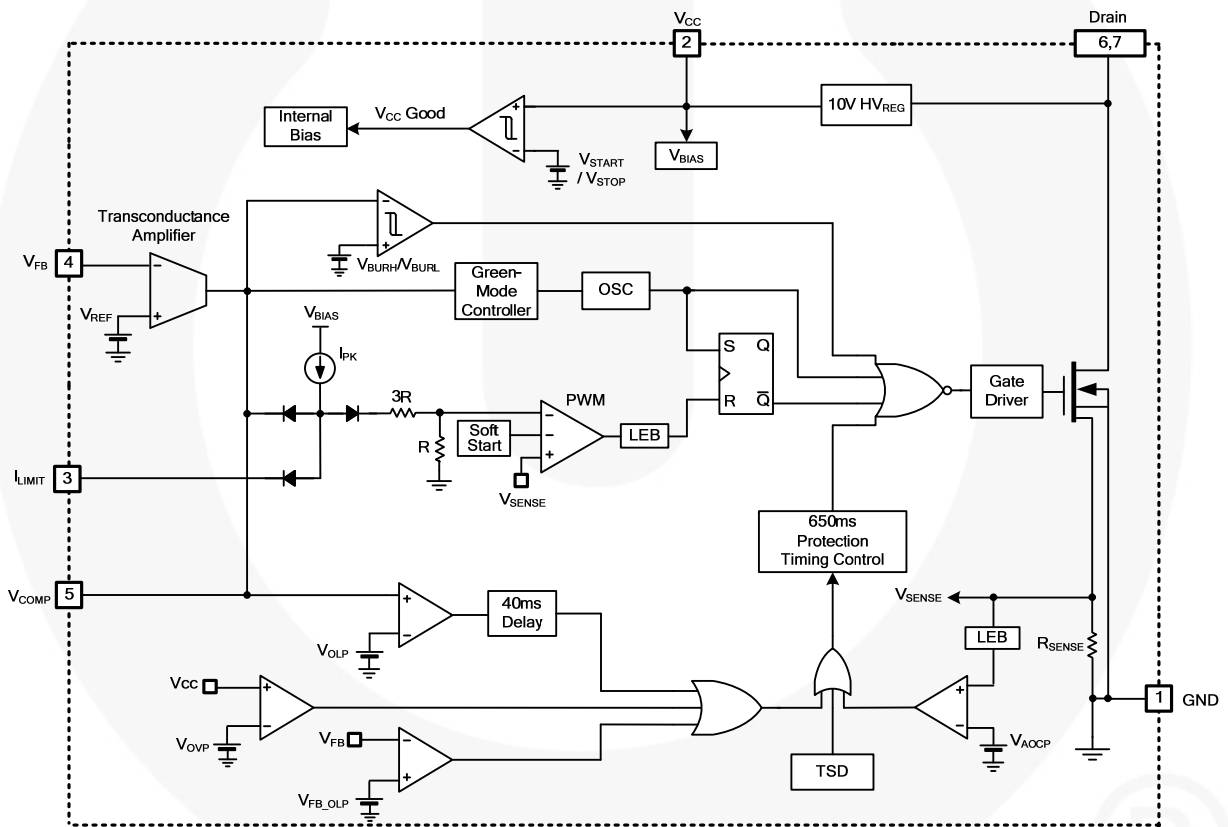 VCC
Drain
2
6,7
10V HVREG
Internal
Bias
VCC Good
+
−
VSTART
/ VSTOP
VBIAS
Transconductance
Amplifier
VFB
4
−
+
VREF
−
+
VBURH/VBURL
Green-
Mode
Controller
OSC
VBIAS
IPK
S
Q
R
Q̅
3R
R
Soft
Start
PWM
−
−
+
LEB
VSENSE
Gate
Driver
ILIMIT
3
650ms
Protection
Timing Control
VCOMP
5
+
−
VOLP
40ms
Delay
VSENSE
LEB
RSENSE
Vcc
+
−
VOVP
VFB
−
+
VFB_OLP
TSD
+
−
VAOCP
1
GND